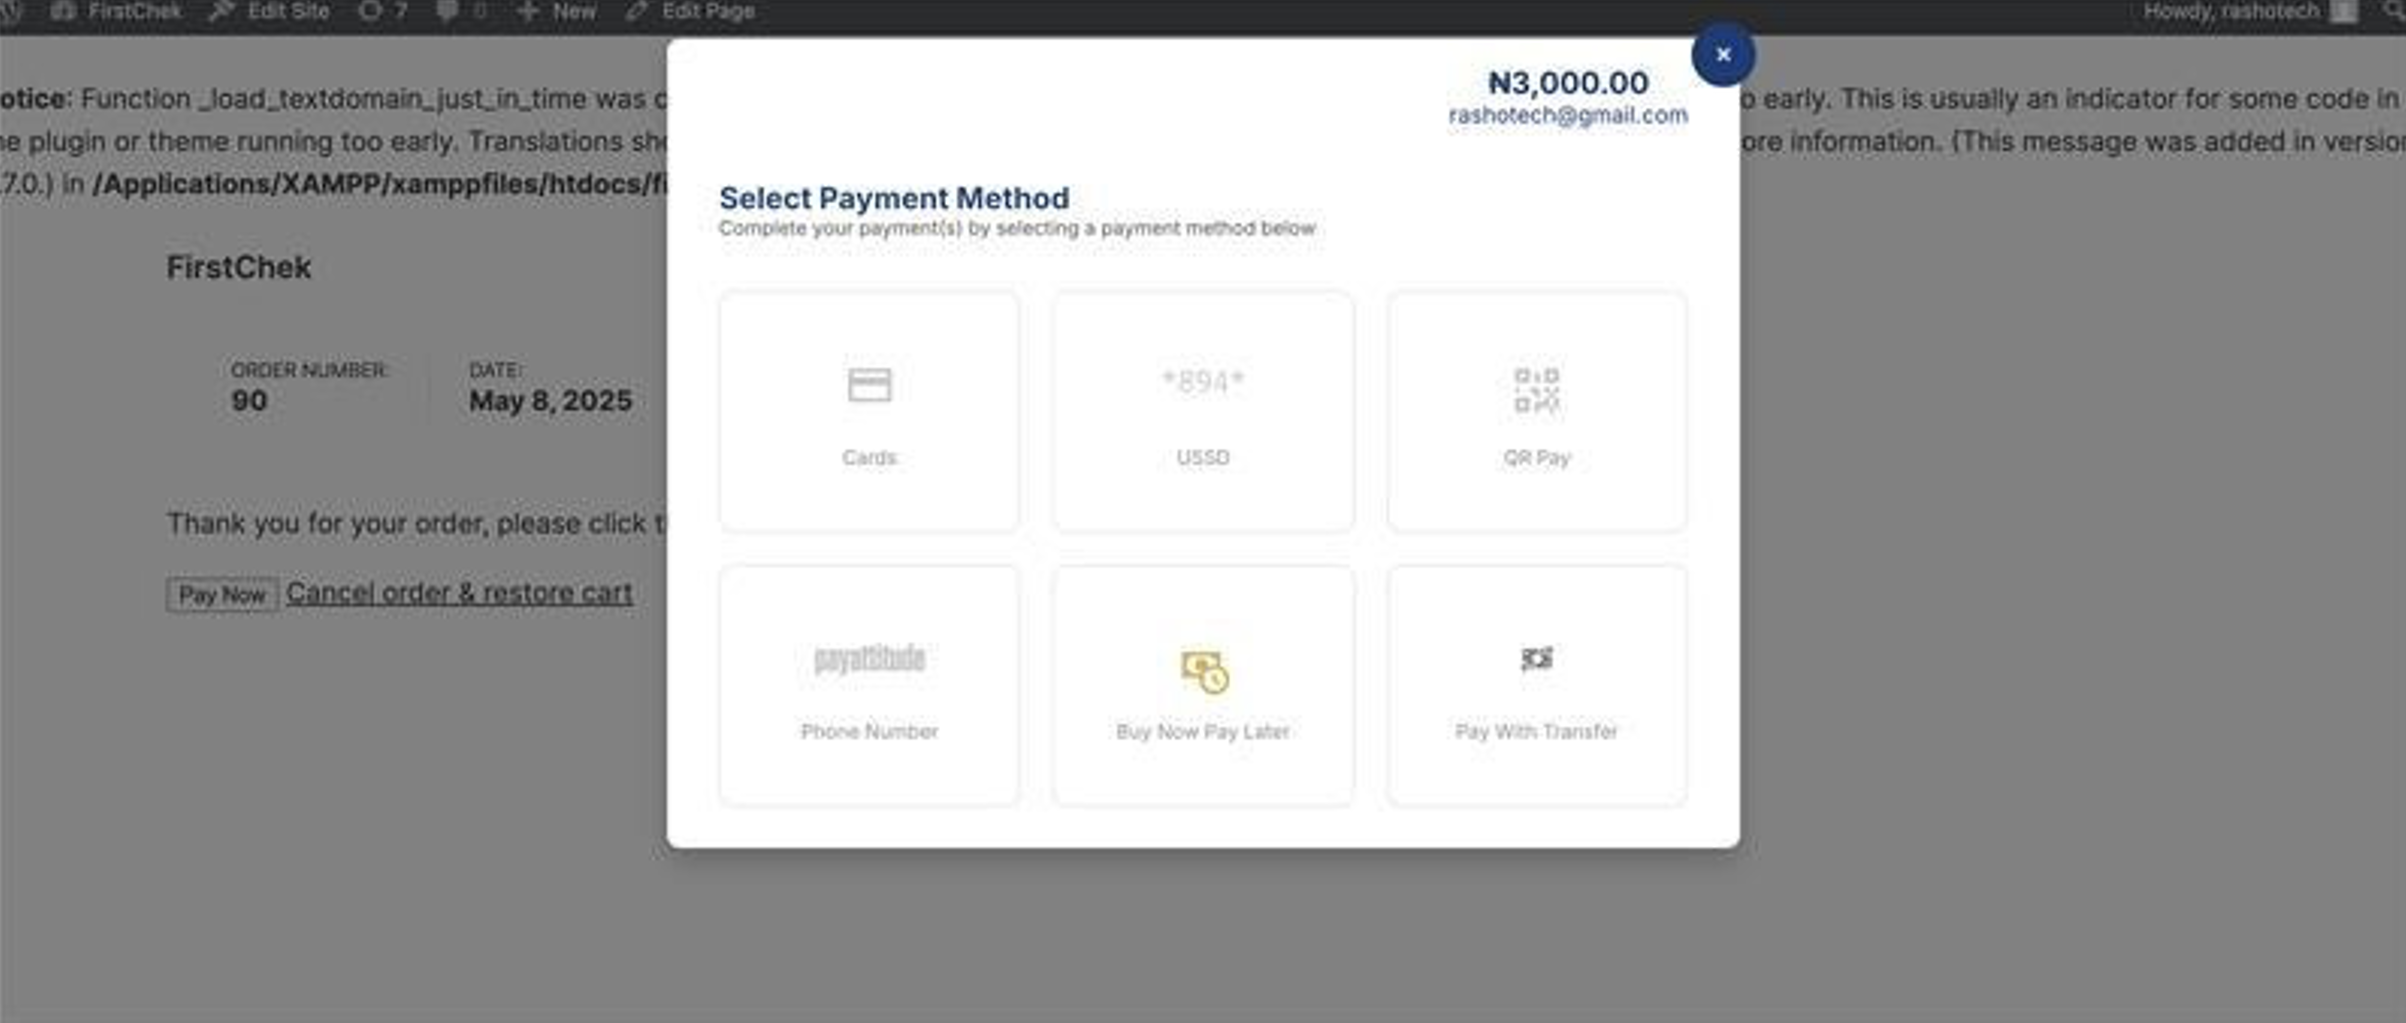 FirstChek Edit Site 7 0 New Edit Page Howdy, rashotech
×
₦3,000.00
rashotech@gmail.com
otice: Function _load_textdomain_just_in_time was c
o early. This is usually an indicator for some code in
ne plugin or theme running too early. Translations sho
ore information. (This message was added in versio
.7.0.) in /Applications/XAMPP/xamppfiles/htdocs/fi
Select Payment Method
Complete your payment(s) by selecting a payment method below
FirstChek
ORDER NUMBER: DATE:
90 May 8, 2025
*894*
Cards USSD QR Pay
Thank you for your order, please click t
Pay Now Cancel order & restore cart
payattitude
Phone Number Buy Now Pay Later Pay With Transfer